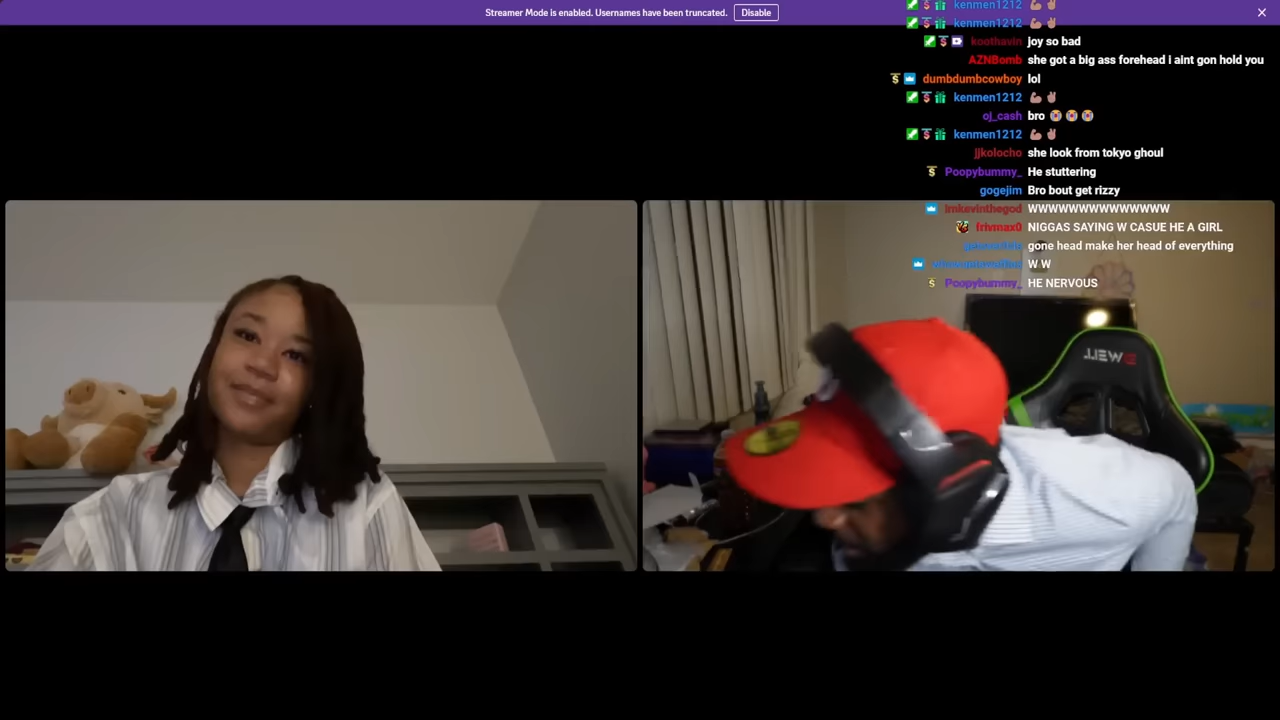 Streamer Mode is enabled. Usernames have been truncated. Disable
kenmen1212 💪🏽 ✌🏽
kenmen1212 💪🏽 ✌🏽
koothavin joy so bad
AZNBomb she got a big ass forehead i aint gon hold you
dumbdumbcowboy lol
kenmen1212 💪🏽 ✌🏽
oj_cash bro 😭 😭 😭
kenmen1212 💪🏽 ✌🏽
jjkolocho she look from tokyo ghoul
Poopybummy_ He stuttering
gogejim Bro bout get rizzy
imkevinthegod WWWWWWWWWWWWWWW
frivmax0 NIGGAS SAYING W CASUE HE A GIRL
gone head make her head of everything
W W
Poopybummy_ HE NERVOUS